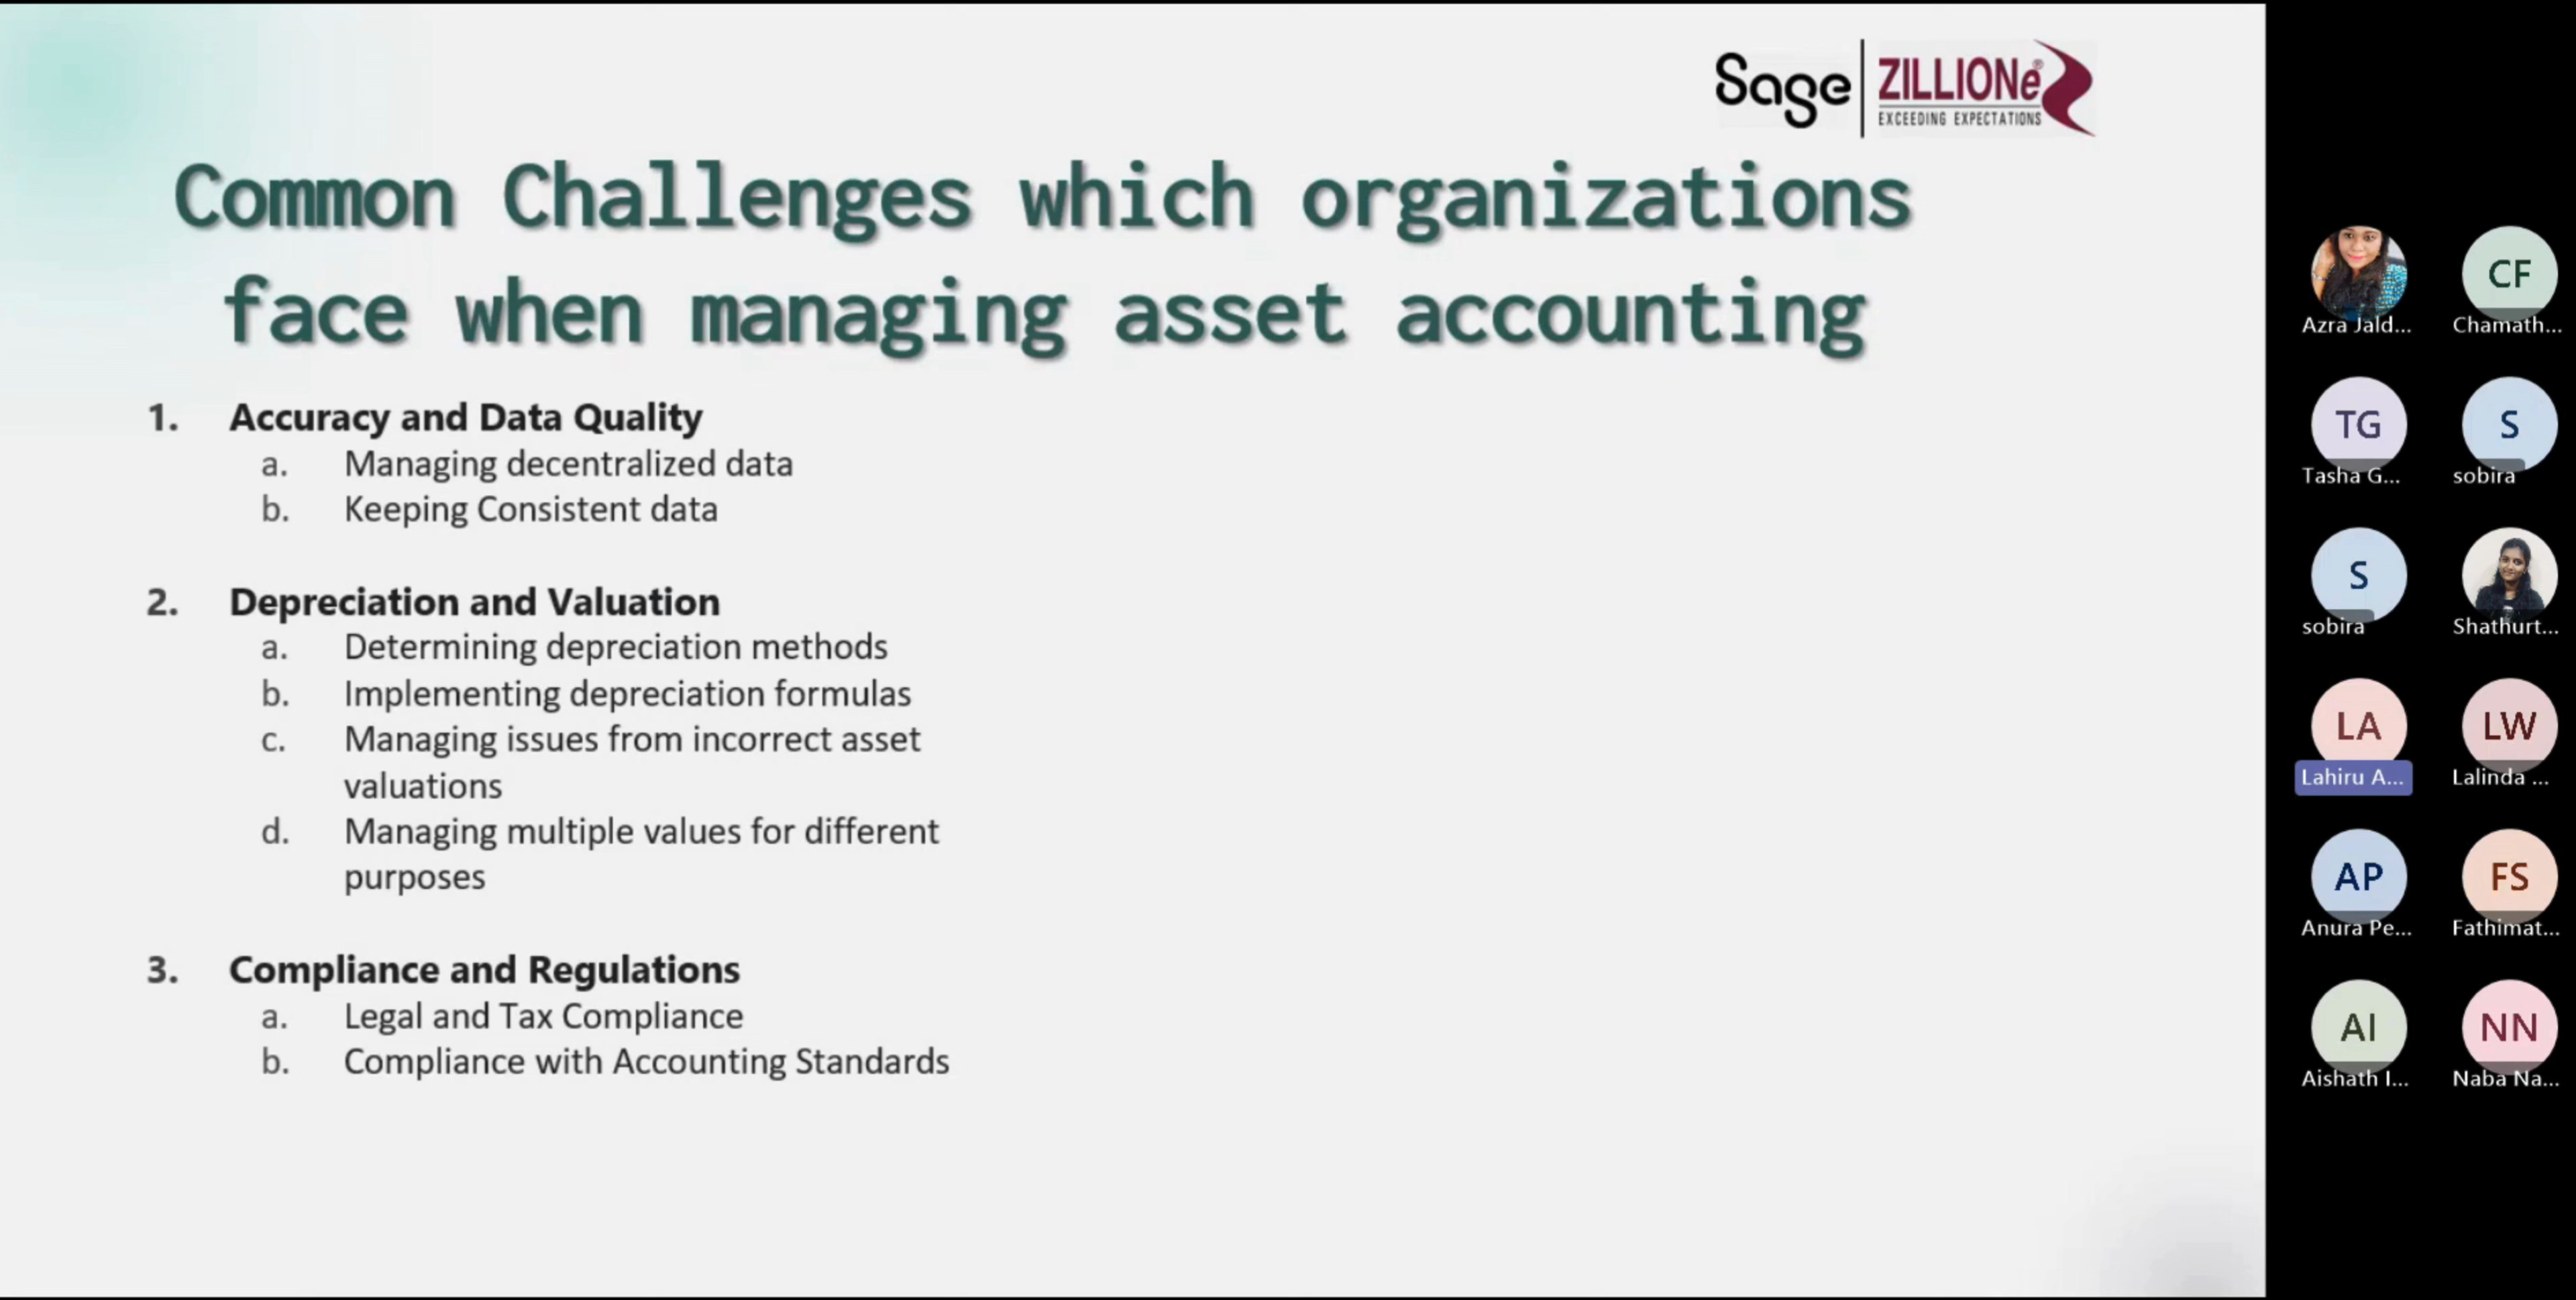 Sage
ZILLIONe®
EXCEEDING EXPECTATIONS
Common Challenges which organizations
face when managing asset accounting
1. Accuracy and Data Quality
a. Managing decentralized data
b. Keeping Consistent data
2. Depreciation and Valuation
a. Determining depreciation methods
b. Implementing depreciation formulas
c. Managing issues from incorrect asset
valuations
d. Managing multiple values for different
purposes
3. Compliance and Regulations
a. Legal and Tax Compliance
b. Compliance with Accounting Standards
Azra Jald...
CF
Chamath...
TG
Tasha G...
S
sobira
S
sobira
Shathurt...
LA
Lahiru A...
LW
Lalinda ...
AP
Anura Pe...
FS
Fathimat...
AI
Aishath I...
NN
Naba Na...